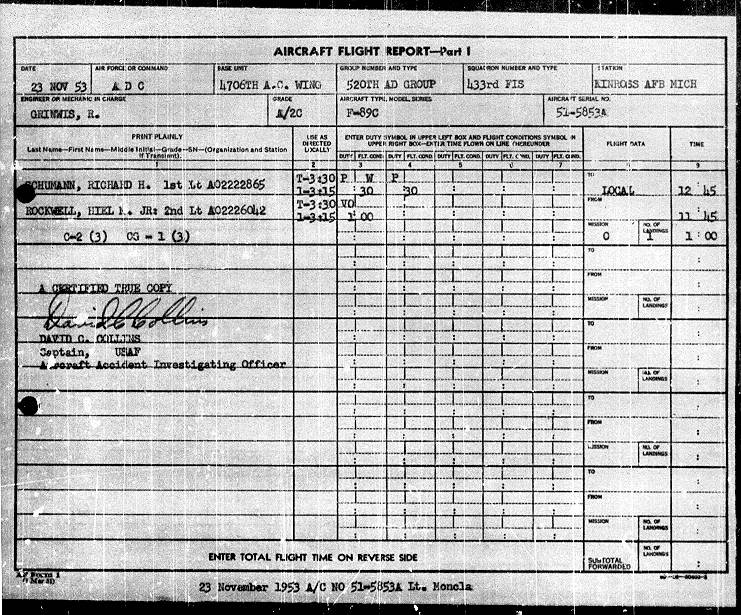 AIRCRAFT FLIGHT REPORT—Part I
DATE AIR FORCE OR COMMAND BASE UNIT GROUP NUMBER AND TYPE SQUADRON NUMBER AND TYPE STATION
23 NOV 53 A D C 4706TH A.C. WING 520TH AD GROUP 433rd FIS KINROSS AFB MICH
ENGINEER OR MECHANIC IN CHARGE GRADE AIRCRAFT TYPE, MODEL, SERIES AIRCRAFT SERIAL NO.
GRINWIS, R. A/2C F-89C 51-5853A
PRINT PLAINLY
Last Name—First Name—Middle Initial—Grade—SN—(Organization and Station if Transient).
USE AS DIRECTED LOCALLY
ENTER DUTY SYMBOL IN UPPER LEFT BOX AND FLIGHT CONDITIONS SYMBOL IN UPPER RIGHT BOX—ENTER TIME FLOWN ON LINE THEREUNDER
DUTY FLT. COND. DUTY FLT. COND. DUTY FLT. COND. DUTY FLT. COND. DUTY FLT. COND.
FLIGHT DATA TIME
1 2 3 4 5 6 7 8 9
SCHUMANN, RICHARD H. 1st Lt AO2222865 T-3:30 P W P TO
1-3:15 :30 :30 LOCAL 12 45
ROCKWELL, HIEL M. JR: 2nd Lt AO2226042 T-3:30 VO FROM
1-3:15 1:00 11 45
C-2 (3) CG - 1 (3) MISSION NO. OF LANDINGS
O 1 1:00
TO
FROM
A CERTIFIED TRUE COPY
MISSION NO. OF LANDINGS
David C Collins
TO
DAVID C. COLLINS
Captain, USAF FROM
Aircraft Accident Investigating Officer
MISSION NO. OF LANDINGS
TO
FROM
MISSION NO. OF LANDINGS
TO
FROM
MISSION NO. OF LANDINGS
ENTER TOTAL FLIGHT TIME ON REVERSE SIDE
NO. OF LANDINGS
SUB-TOTAL FORWARDED
AF FORM 1
23 November 1953 A/C NO 51-5853A Lt. Moncla